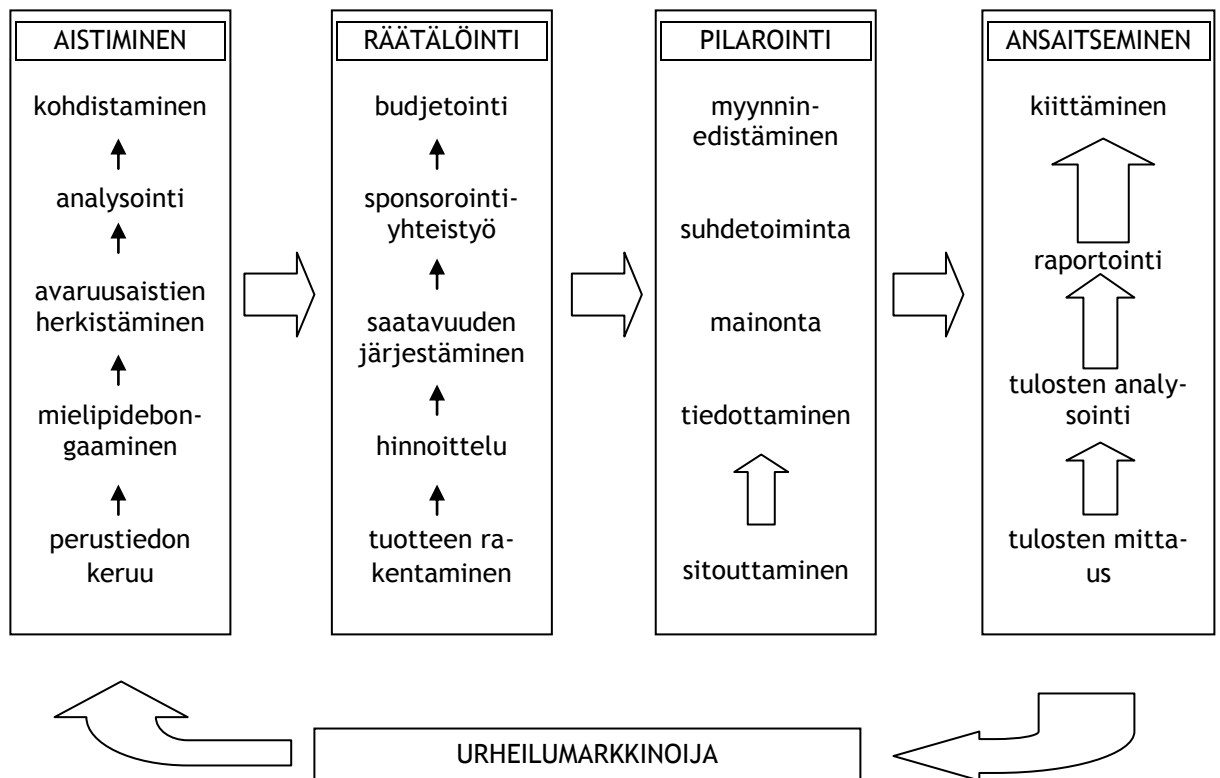 AISTIMINEN
kohdistaminen
analysointi
avaruusaistien
herkistäminen
mielipidebon-
gaaminen
perustiedon
keruu
RÄÄTÄLÖINTI
budjetointi
sponsorointi-
yhteistyö
saatavuuden
järjestäminen
hinnoittelu
tuotteen ra-
kentaminen
PILAROINTI
myynnin-
edistäminen
suhdetoiminta
mainonta
tiedottaminen
sitouttaminen
ANSAITSEMINEN
kiittäminen
raportointi
tulosten analy-
sointi
tulosten mitta-
us
URHEILUMARKKINOIJA